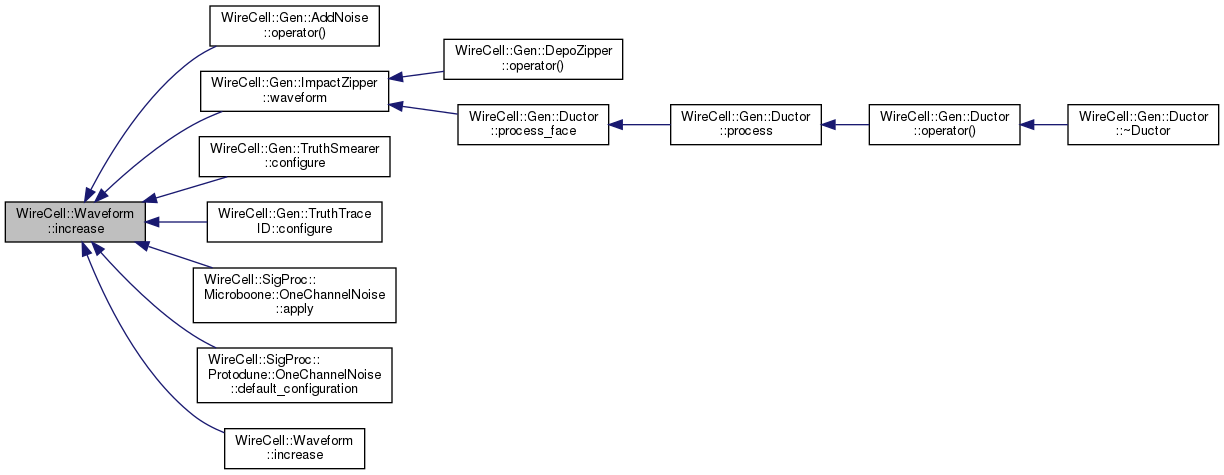 WireCell::Gen::AddNoise
::operator()
WireCell::Gen::DepoZipper
::operator()
WireCell::Gen::ImpactZipper
::waveform
WireCell::Gen::Ductor
::process_face
WireCell::Gen::Ductor
::process
WireCell::Gen::Ductor
::operator()
WireCell::Gen::Ductor
::~Ductor
WireCell::Gen::TruthSmearer
::configure
WireCell::Waveform
::increase
WireCell::Gen::TruthTrace
ID::configure
WireCell::SigProc::
Microboone::OneChannelNoise
::apply
WireCell::SigProc::
Protodune::OneChannelNoise
::default_configuration
WireCell::Waveform
::increase